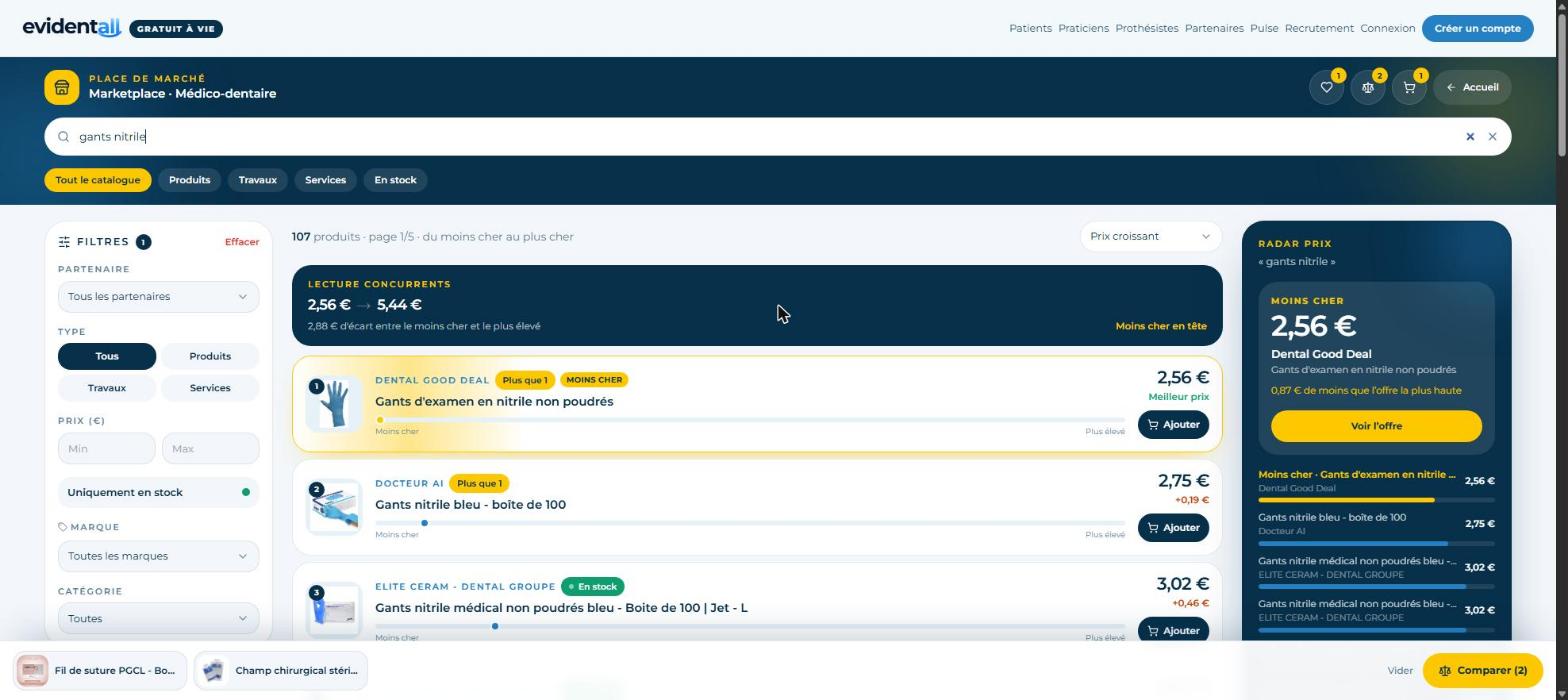 evidentall GRATUIT À VIE
Patients Praticiens Prothésistes Partenaires Pulse Recrutement Connexion Créer un compte
PLACE DE MARCHÉ
Marketplace · Médico-dentaire
1 2 1 Accueil
gants nitrile
Tout le catalogue Produits Travaux Services En stock
FILTRES 1 Effacer
PARTENAIRE
Tous les partenaires
TYPE
Tous Produits
Travaux Services
PRIX (€)
Min Max
Uniquement en stock
MARQUE
Toutes les marques
CATÉGORIE
Toutes
107 produits · page 1/5 · du moins cher au plus cher
Prix croissant
LECTURE CONCURRENTS
2,56 € → 5,44 €
2,88 € d'écart entre le moins cher et le plus élevé
Moins cher en tête
1
DENTAL GOOD DEAL Plus que 1 MOINS CHER
Gants d'examen en nitrile non poudrés
Moins cher Plus élevé
2,56 €
Meilleur prix
Ajouter
2
DOCTEUR AI Plus que 1
Gants nitrile bleu - boîte de 100
Moins cher Plus élevé
2,75 €
+0,19 €
Ajouter
3
ELITE CERAM - DENTAL GROUPE En stock
Gants nitrile médical non poudrés bleu - Boite de 100 | Jet - L
Moins cher Plus élevé
3,02 €
+0,46 €
Ajouter
RADAR PRIX
« gants nitrile »
MOINS CHER
2,56 €
Dental Good Deal
Gants d'examen en nitrile non poudrés
0,87 € de moins que l'offre la plus haute
Voir l'offre
Moins cher · Gants d'examen en nitrile ... 2,56 €
Dental Good Deal
Gants nitrile bleu - boîte de 100 2,75 €
Docteur AI
Gants nitrile médical non poudrés bleu -... 3,02 €
ELITE CERAM - DENTAL GROUPE
Gants nitrile médical non poudrés bleu -... 3,02 €
ELITE CERAM - DENTAL GROUPE
Fil de suture PGCL - Bo... Champ chirurgical stéri...
Vider Comparer (2)